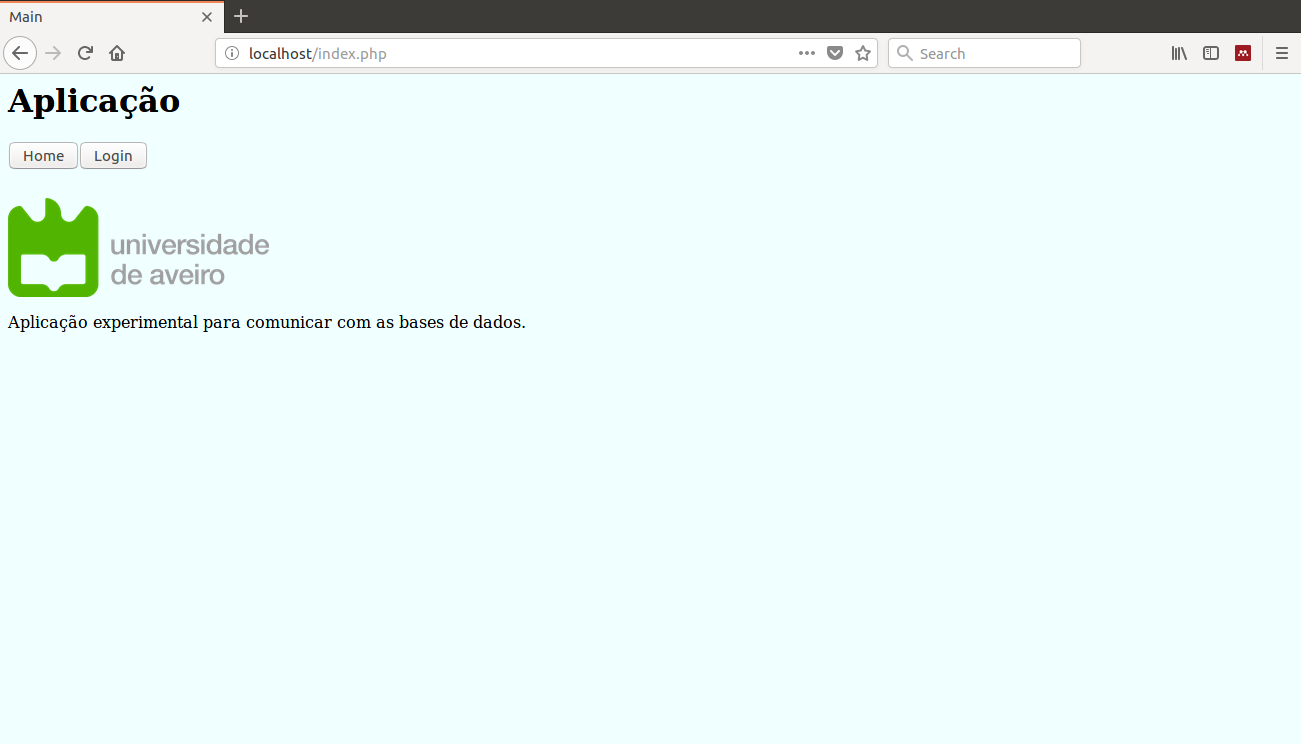 Main
localhost/index.php
Search
Aplicação
Home Login
universidade
de aveiro
Aplicação experimental para comunicar com as bases de dados.